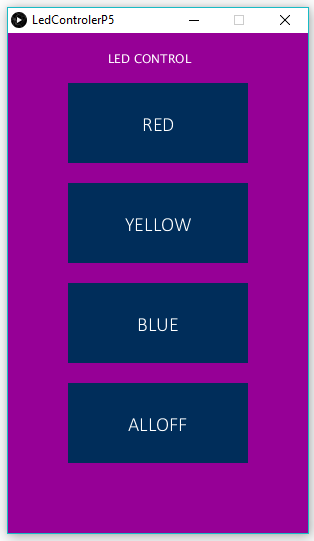 LedControlerP5
LED CONTROL
RED
YELLOW
BLUE
ALLOFF